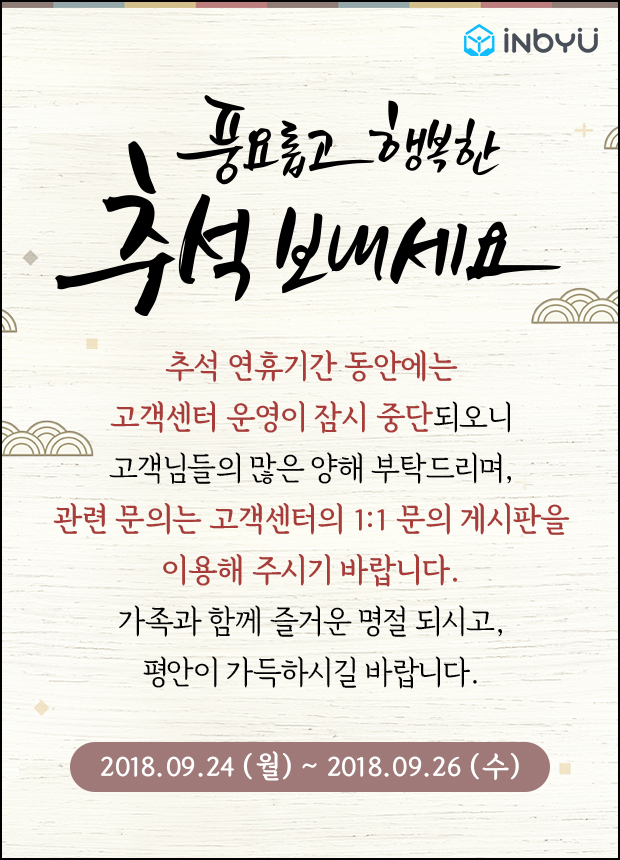 inbyu
풍요롭고 행복한
추석 보내세요
추석 연휴기간 동안에는
고객센터 운영이 잠시 중단되오니
고객님들의 많은 양해 부탁드리며,
관련 문의는 고객센터의 1:1 문의 게시판을
이용해 주시기 바랍니다.
가족과 함께 즐거운 명절 되시고,
평안이 가득하시길 바랍니다.
2018.09.24 (월) ~ 2018.09.26 (수)